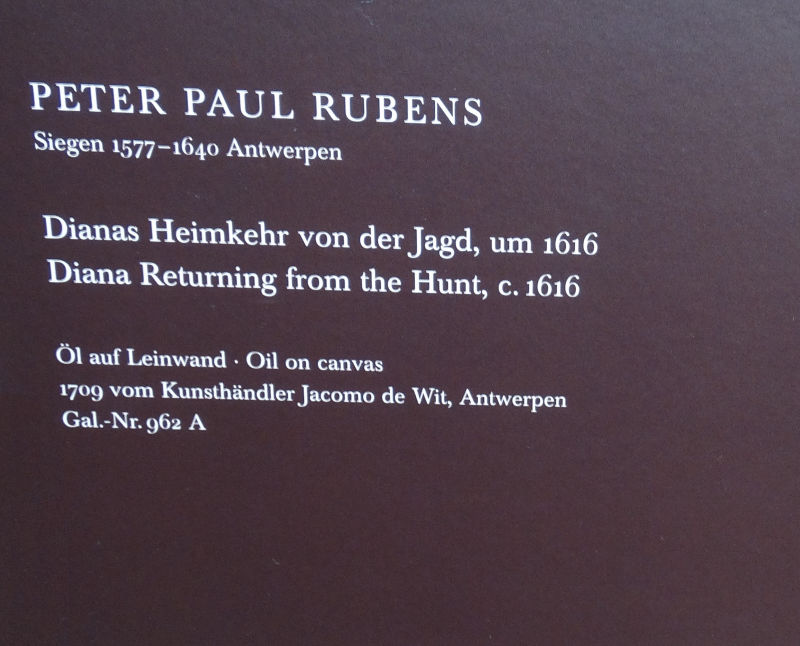 PETER PAUL RUBENS
Siegen 1577–1640 Antwerpen
Dianas Heimkehr von der Jagd, um 1616
Diana Returning from the Hunt, c. 1616
Öl auf Leinwand · Oil on canvas
1709 vom Kunsthändler Jacomo de Wit, Antwerpen
Gal.-Nr. 962 A